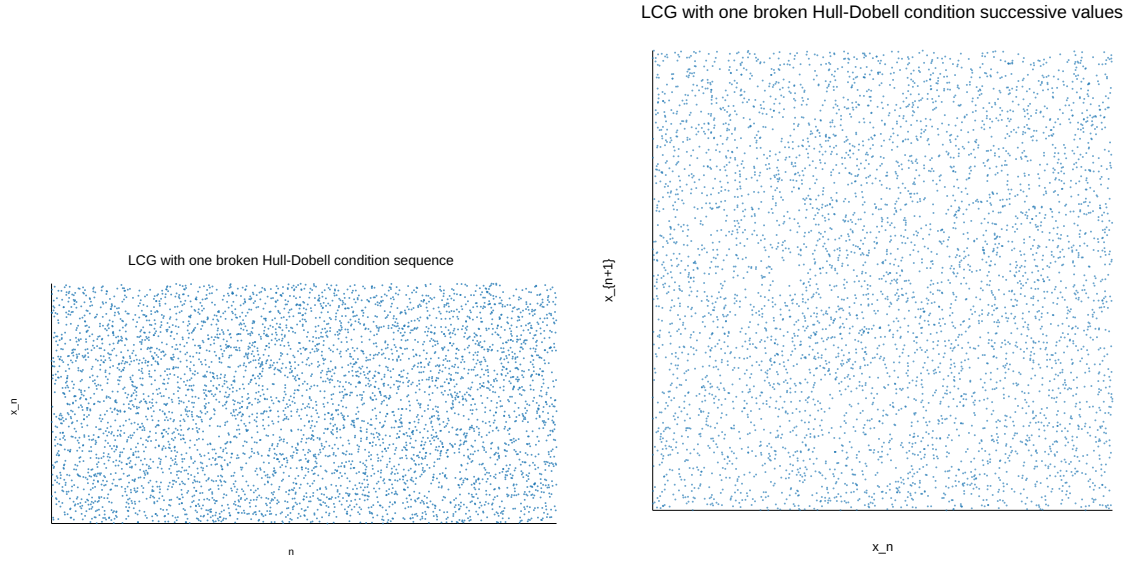 LCG with one broken Hull-Dobell condition sequence
x_n
n
LCG with one broken Hull-Dobell condition successive values
x_{n+1}
x_n